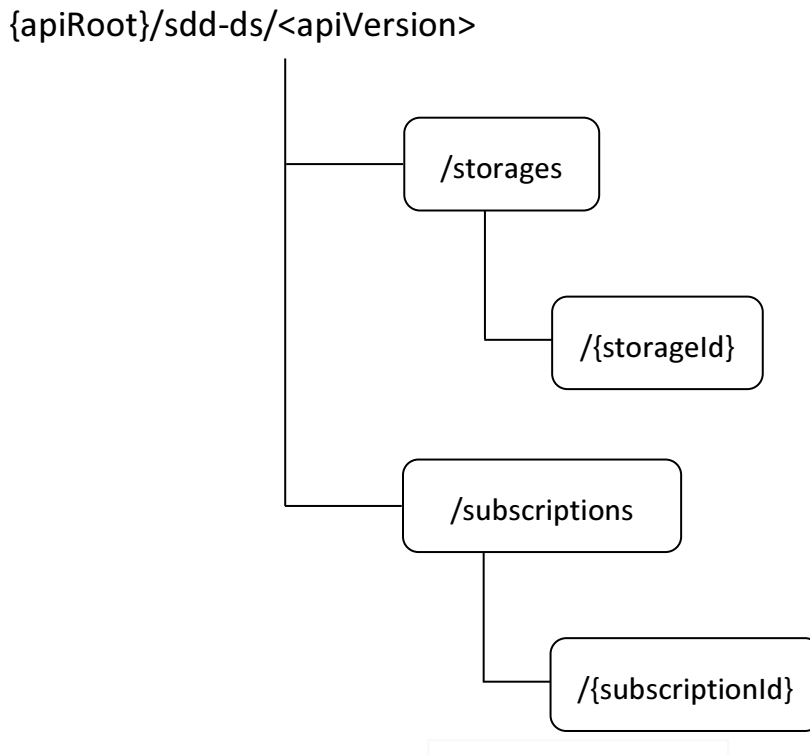 {apiRoot}/sdd-ds/<apiVersion>
/storages
/{storageId}
/subscriptions
/{subscriptionId}